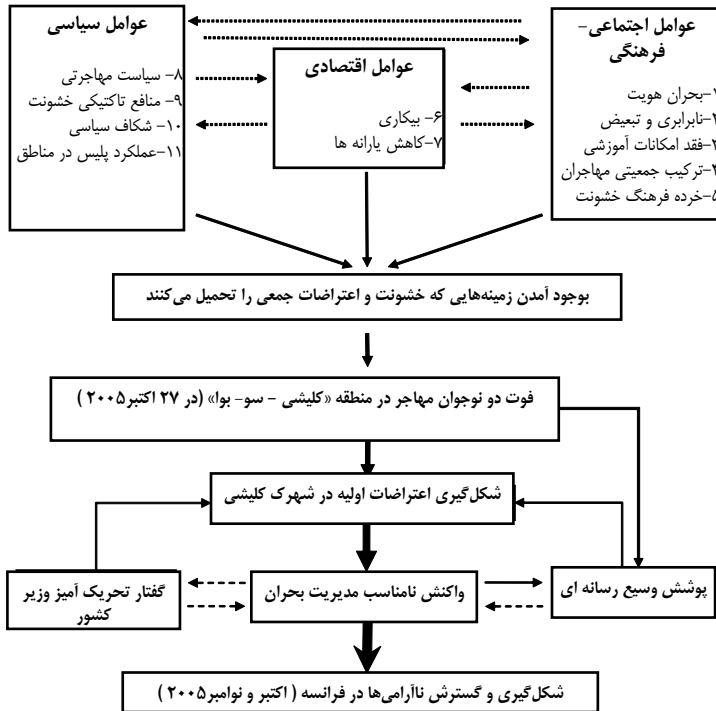 عوامل اجتماعی-
فرهنگی
۱-بحران هویت
۲-نابرابری و تبعیض
۳-فقد امکانات آموزشی
۴-ترکیب جمعیتی مهاجران
۵-خرده فرهنگ خشونت
عوامل اقتصادی
۶- بیکاری
۷-کاهش یارانه ها
عوامل سیاسی
۸- سیاست مهاجرتی
۹- منافع تاکتیکی خشونت
۱۰- شکاف سیاسی
۱۱-عملکرد پلیس در مناطق
بوجود آمدن زمینه‌هایی که خشونت و اعتراضات جمعی را تحمیل می‌کنند
فوت دو نوجوان مهاجر در منطقه «کلیشی - سو- بوا» (در ۲۷ اکتبر۲۰۰۵ )
شکل‌گیری اعتراضات اولیه در شهرک کلیشی
پوشش وسیع رسانه ای
واکنش نامناسب مدیریت بحران
گفتار تحریک آمیز وزیر
کشور
شکل‌گیری و گسترش ناآرامی‌ها در فرانسه ( اکتبر و نوامبر۲۰۰۵ )